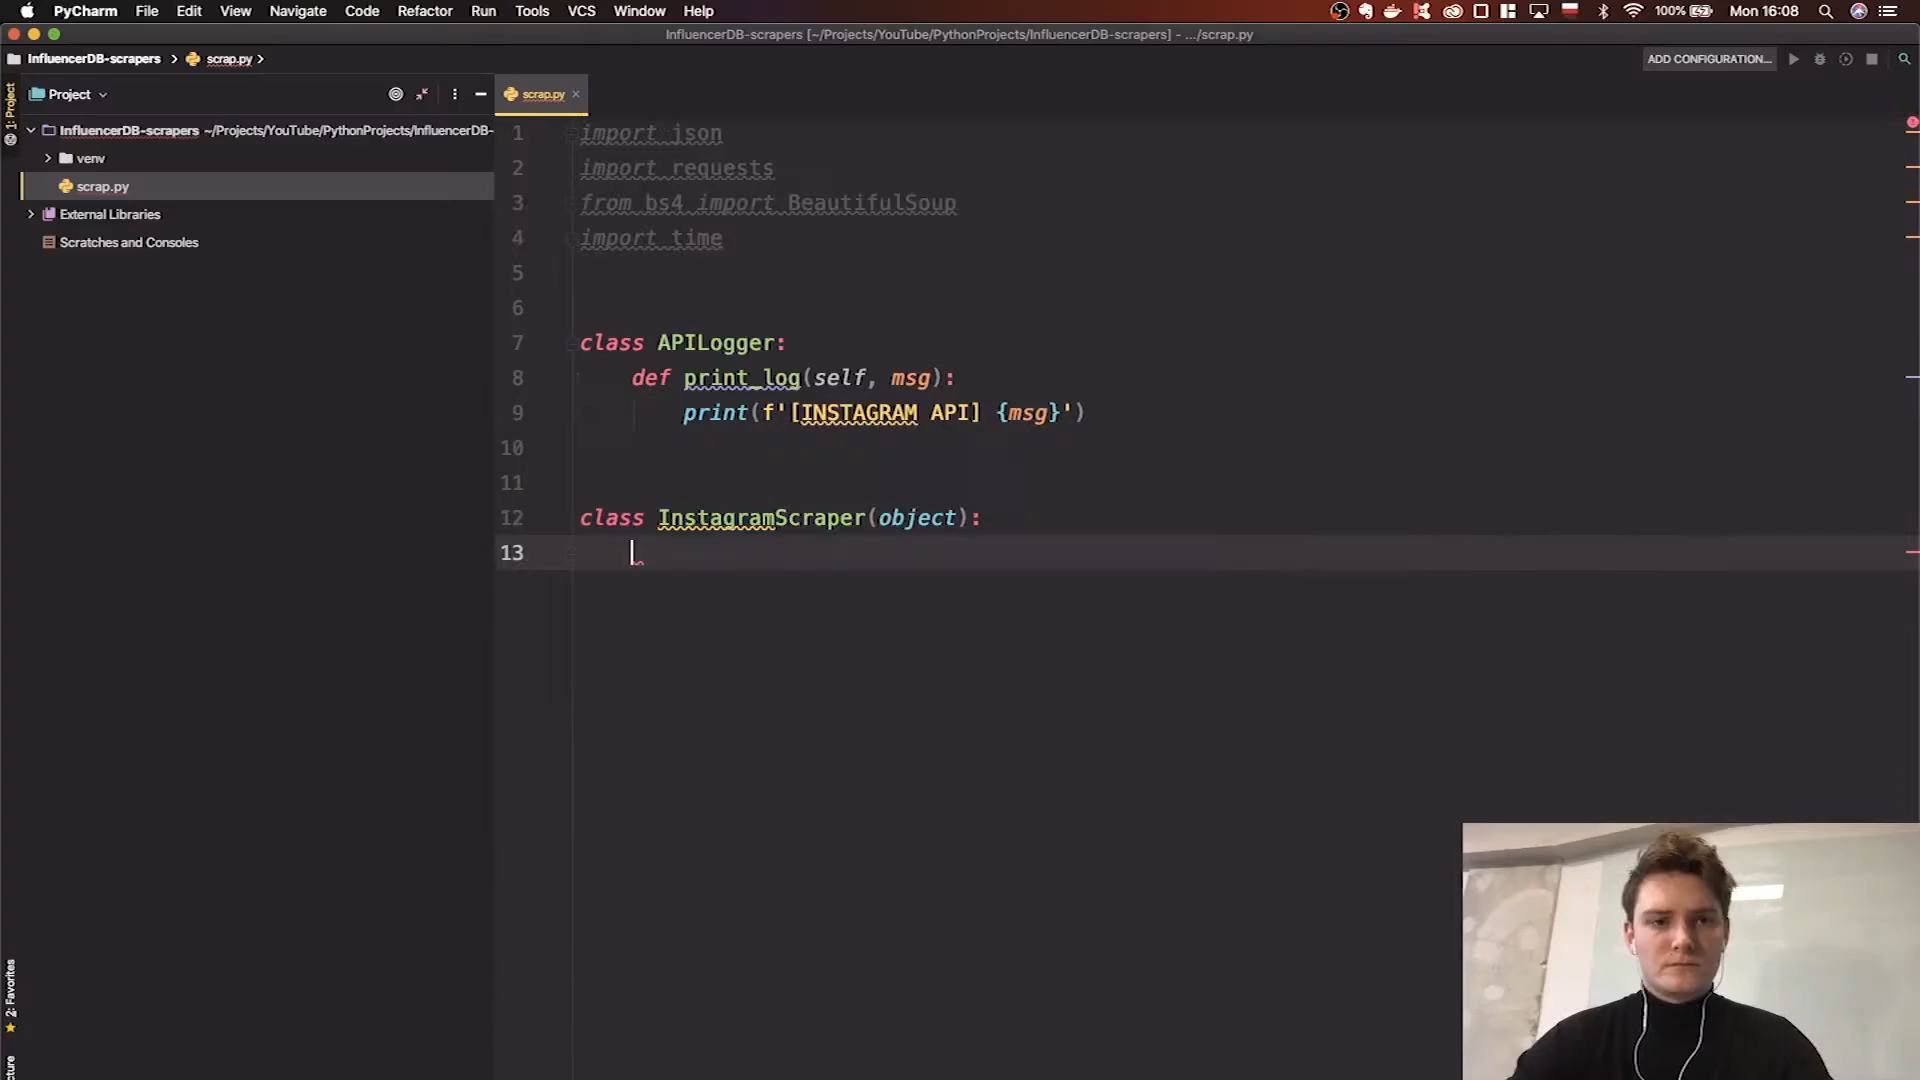 PyCharm File Edit View Navigate Code Refactor Run Tools VCS Window Help 100% Mon 16:08
InfluencerDB-scrapers [~/Projects/YouTube/PythonProjects/InfluencerDB-scrapers] - .../scrap.py
InfluencerDB-scrapers scrap.py ADD CONFIGURATION...
1: Project
Project
InfluencerDB-scrapers ~/Projects/YouTube/PythonProjects/InfluencerDB-
venv
scrap.py
External Libraries
Scratches and Consoles
2: Favorites
scrap.py
1 import json
2 import requests
3 from bs4 import BeautifulSoup
4 import time
5
6
7 class APILogger:
8 def print_log(self, msg):
9 print(f'[INSTAGRAM API] {msg}')
10
11
12 class InstagramScraper(object):
13